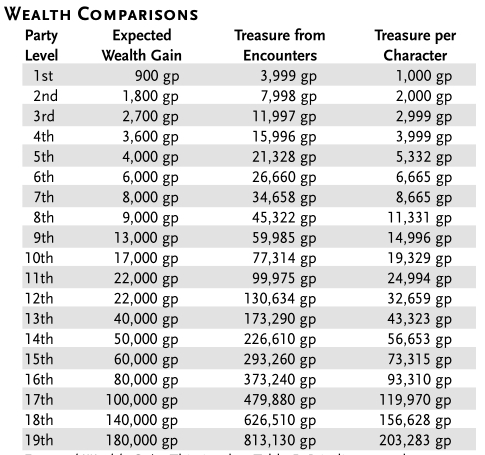 WEALTH COMPARISONS
Party Expected Treasure from Treasure per
Level Wealth Gain Encounters Character
1st 900 gp 3,999 gp 1,000 gp
2nd 1,800 gp 7,998 gp 2,000 gp
3rd 2,700 gp 11,997 gp 2,999 gp
4th 3,600 gp 15,996 gp 3,999 gp
5th 4,000 gp 21,328 gp 5,332 gp
6th 6,000 gp 26,660 gp 6,665 gp
7th 8,000 gp 34,658 gp 8,665 gp
8th 9,000 gp 45,322 gp 11,331 gp
9th 13,000 gp 59,985 gp 14,996 gp
10th 17,000 gp 77,314 gp 19,329 gp
11th 22,000 gp 99,975 gp 24,994 gp
12th 22,000 gp 130,634 gp 32,659 gp
13th 40,000 gp 173,290 gp 43,323 gp
14th 50,000 gp 226,610 gp 56,653 gp
15th 60,000 gp 293,260 gp 73,315 gp
16th 80,000 gp 373,240 gp 93,310 gp
17th 100,000 gp 479,880 gp 119,970 gp
18th 140,000 gp 626,510 gp 156,628 gp
19th 180,000 gp 813,130 gp 203,283 gp